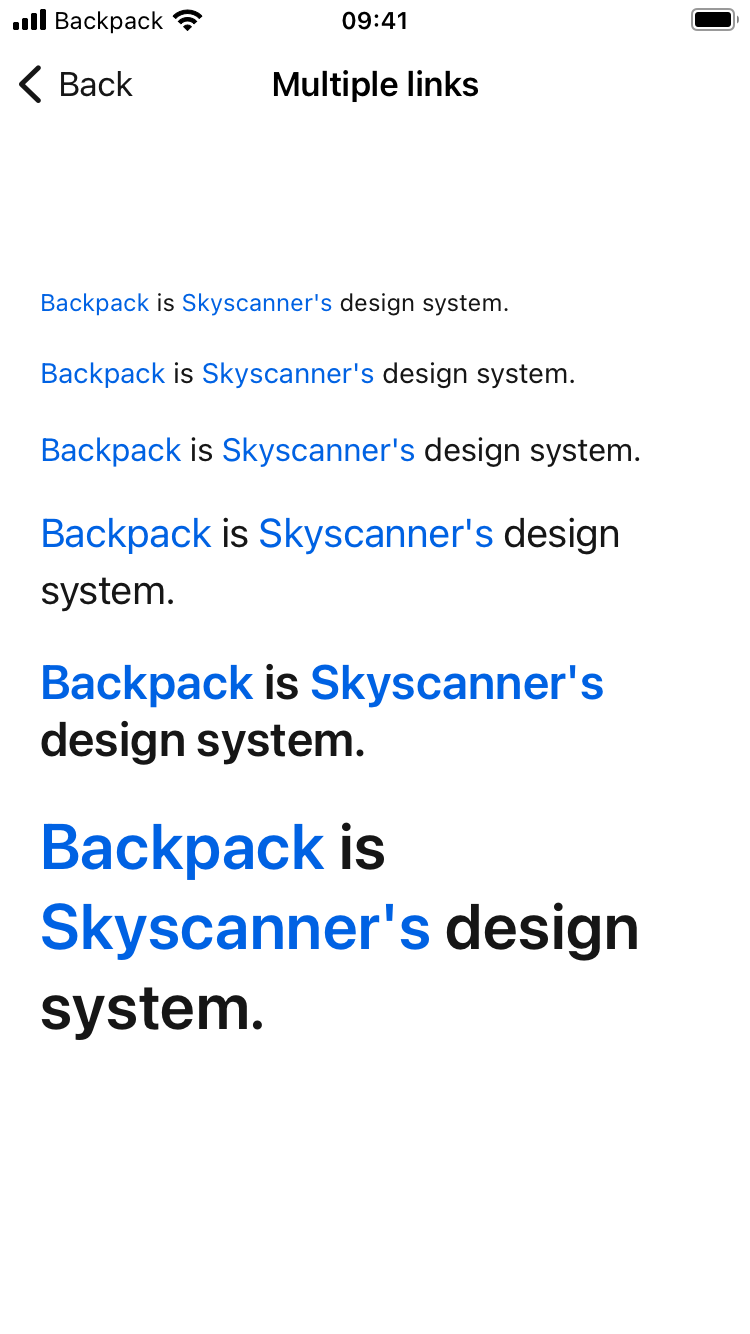 Backpack 09:41
Back Multiple links
Backpack is Skyscanner's design system.
Backpack is Skyscanner's design system.
Backpack is Skyscanner's design system.
Backpack is Skyscanner's design
system.
Backpack is Skyscanner's
design system.
Backpack is
Skyscanner's design
system.